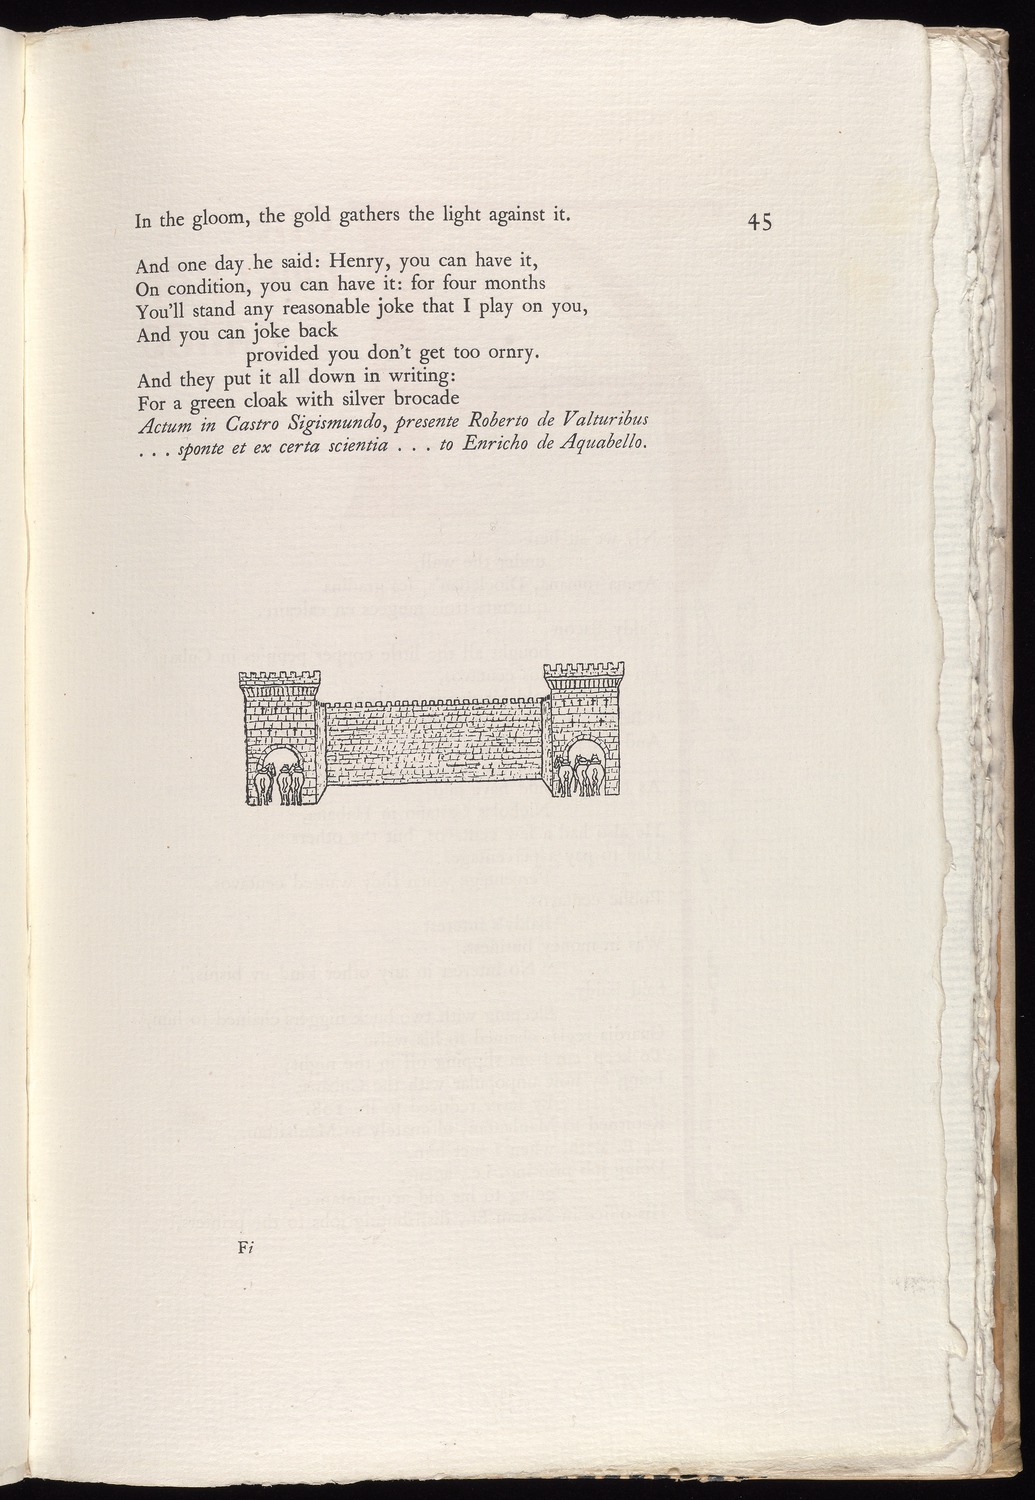 In the gloom, the gold gathers the light against it.
45
And one day he said: Henry, you can have it,
On condition, you can have it: for four months
You'll stand any reasonable joke that I play on you,
And you can joke back
provided you don't get too ornry.
And they put it all down in writing:
For a green cloak with silver brocade
Actum in Castro Sigismundo, presente Roberto de Valturibus
. . . sponte et ex certa scientia . . . to Enricho de Aquabello.
Fi